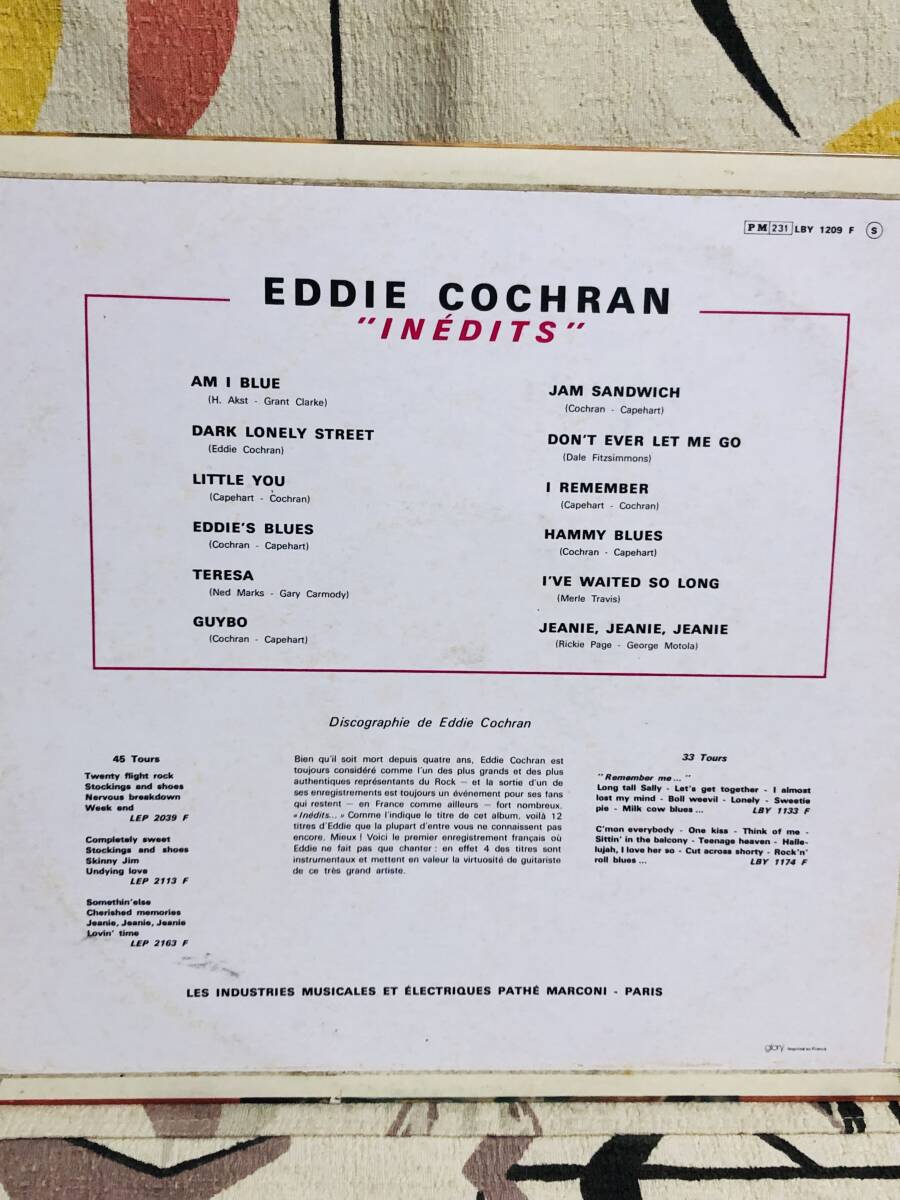 PM 231 LBY 1209 F S
EDDIE COCHRAN
"INÉDITS"
AM I BLUE
(H. Akst - Grant Clarke)
DARK LONELY STREET
(Eddie Cochran)
LITTLE YOU
(Capehart - Cochran)
EDDIE'S BLUES
(Cochran - Capehart)
TERESA
(Ned Marks - Gary Carmody)
GUYBO
(Cochran - Capehart)
JAM SANDWICH
(Cochran - Capehart)
DON'T EVER LET ME GO
(Dale Fitzsimmons)
I REMEMBER
(Capehart - Cochran)
HAMMY BLUES
(Cochran - Capehart)
I'VE WAITED SO LONG
(Merle Travis)
JEANIE, JEANIE, JEANIE
(Rickie Page - George Motola)
Discographie de Eddie Cochran
45 Tours
Twenty flight rock
Stockings and shoes
Nervous breakdown
Week end
LEP 2039 F
Completely sweet
Stockings and shoes
Skinny Jim
Undying love
LEP 2113 F
Somethin'else
Cherished memories
Jeanie, Jeanie, Jeanie
Lovin' time
LEP 2163 F
Bien qu'il soit mort depuis quatre ans, Eddie Cochran est
toujours considéré comme l'un des plus grands et des plus
authentiques représentants du Rock — et la sortie d'un de
ses enregistrements est toujours un événement pour ses fans
qui restent — en France comme ailleurs — fort nombreux.
« Inédits... » Comme l'indique le titre de cet album, voilà 12
titres d'Eddie que la plupart d'entre vous ne connaissent pas
encore. Mieux ! Voici le premier enregistrement français où
Eddie ne fait pas que chanter : en effet 4 des titres sont
instrumentaux et mettent en valeur la virtuosité de guitariste
de ce très grand artiste.
33 Tours
"Remember me ... "
Long tall Sally - Let's get together - I almost
lost my mind - Boll weevil - Lonely - Sweetie
pie - Milk cow blues ... LBY 1133 F
C'mon everybody - One kiss - Think of me -
Sittin' in the balcony - Teenage heaven - Halle-
lujah, I love her so - Cut across shorty - Rock'n'
roll blues ... LBY 1174 F
LES INDUSTRIES MUSICALES ET ÉLECTRIQUES PATHÉ MARCONI - PARIS
glory Imprimé en France